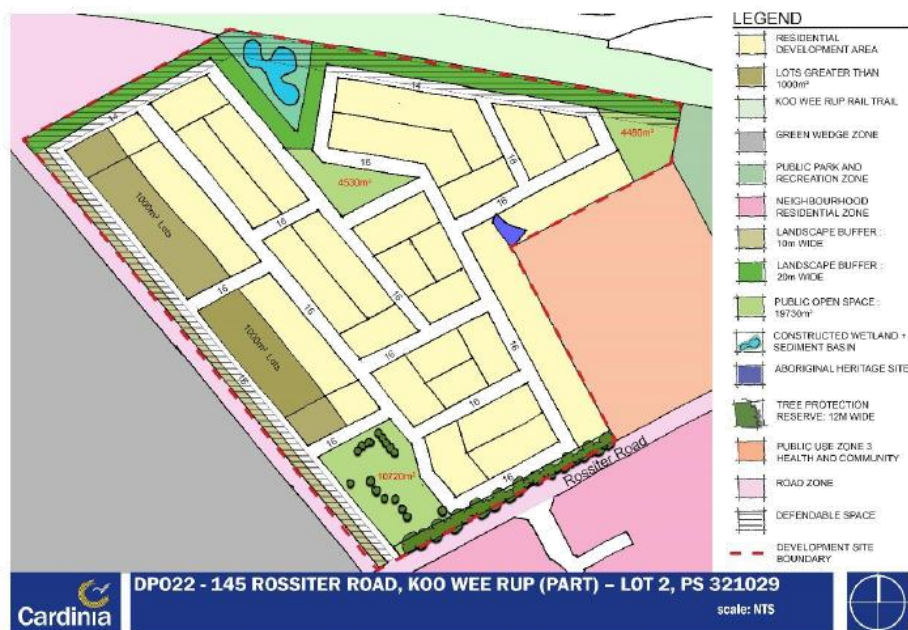 LEGEND
RESIDENTIAL
DEVELOPMENT AREA
LOTS GREATER THAN
1000m²
KOO WEE RUP RAIL TRAIL
GREEN WEDGE ZONE
PUBLIC PARK AND
RECREATION ZONE
NEIGHBOURHOOD
RESIDENTIAL ZONE
LANDSCAPE BUFFER :
10m WIDE
LANDSCAPE BUFFER :
20m WIDE
PUBLIC OPEN SPACE :
19730m²
CONSTRUCTED WETLAND +
SEDIMENT BASIN
ABORIGINAL HERITAGE SITE
TREE PROTECTION
RESERVE: 12M WIDE
PUBLIC USE ZONE 3
HEALTH AND COMMUNITY
ROAD ZONE
DEFENDABLE SPACE
DEVELOPMENT SITE
BOUNDARY
14
14
4480m²
16
16
4530m²
16
1000m² Lots
16
16
16
16
16
1000m² Lots
16
16
16
16
16
10720m²
16
Rossiter Road
Cardinia
DPO22 - 145 ROSSITER ROAD, KOO WEE RUP (PART) – LOT 2, PS 321029
scale: NTS